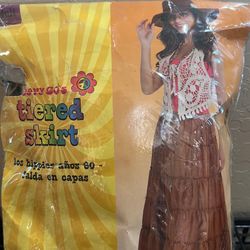 60's
tiered
skirt
los hippies años 60 -
falda en capas